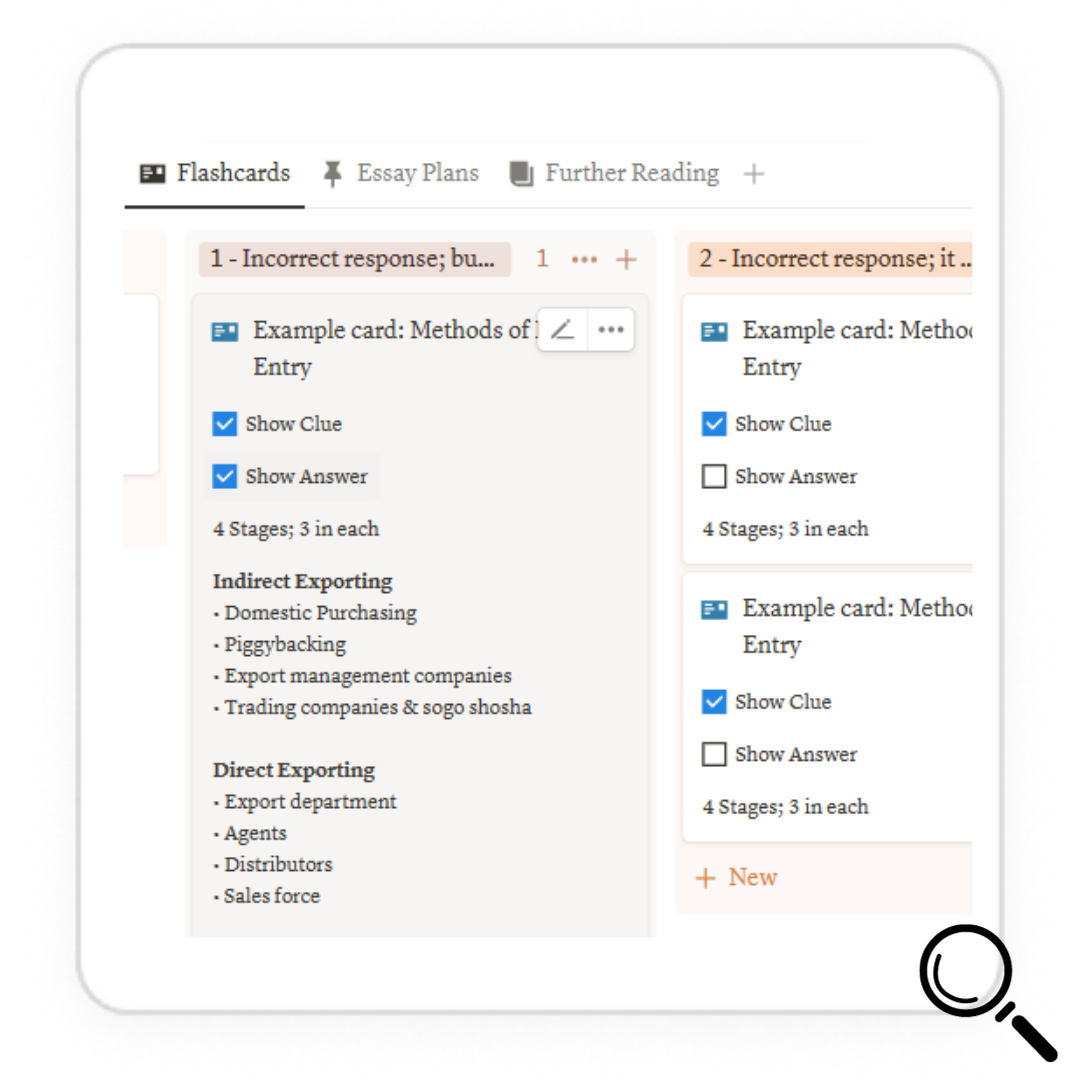 Flashcards Essay Plans Further Reading +
1 - Incorrect response; bu... 1 ••• +
Example card: Methods of
Entry
Show Clue
Show Answer
4 Stages; 3 in each
Indirect Exporting
• Domestic Purchasing
• Piggybacking
• Export management companies
• Trading companies & sogo shosha
Direct Exporting
• Export department
• Agents
• Distributors
• Sales force
2 - Incorrect response; it ..
Example card: Metho
Entry
Show Clue
Show Answer
4 Stages; 3 in each
Example card: Metho
Entry
Show Clue
Show Answer
4 Stages; 3 in each
+ New